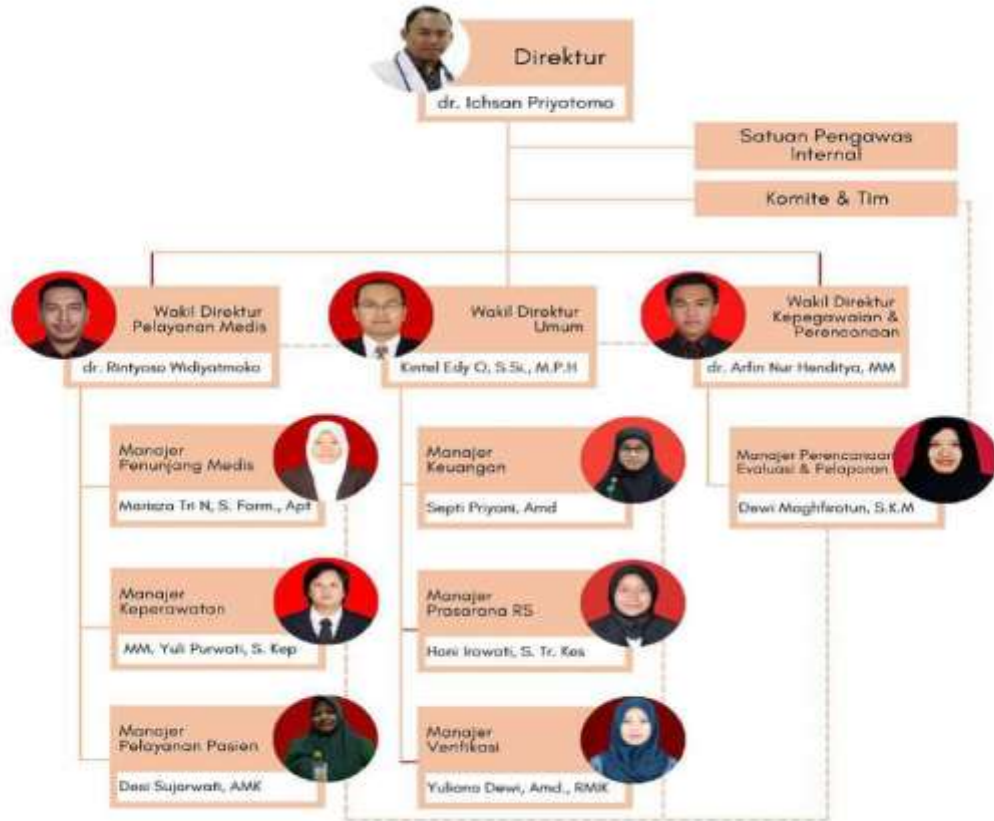 Direktur
dr. Ichsan Priyatomo
Satuan Pengawas
Internal
Komite & Tim
Wakil Direktur
Pelayanan Medis
dr. Rintyoso Widiyatmoko
Wakil Direktur
Umum
Kintel Edy O, S.Si., M.P.H
Wakil Direktur
Kepegawaian &
Perencanaan
dr. Arfin Nur Henditya, MM
Manajer
Penunjang Medis
Marisza Tri N, S. Farm., Apt
Manajer
Keuangan
Septi Priyani, Amd
Manajer Perencanaan
Evaluasi & Pelaporan
Dewi Maghfirotun, S.K.M
Manajer
Keperawatan
MM. Yuli Purwati, S. Kep
Manajer
Prasarana RS
Hani Irawati, S. Tr. Kes
Manajer
Pelayanan Pasien
Desi Sujarwati, AMK
Manajer
Verifikasi
Yuliana Dewi, Amd., RMIK